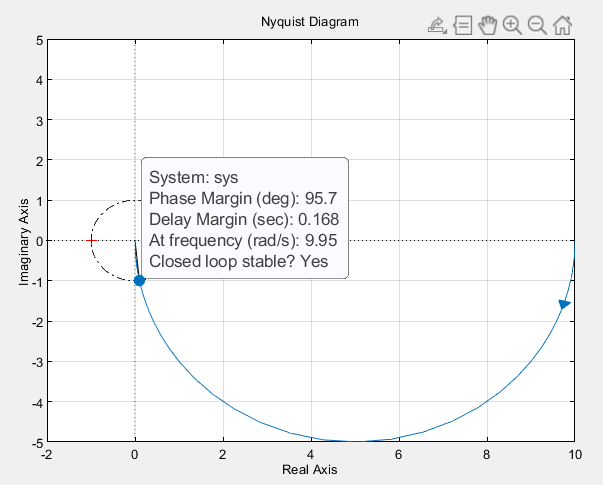 Nyquist Diagram
5
4
3
2
1
0
-1
-2
-3
-4
-5
Imaginary Axis
System: sys
Phase Margin (deg): 95.7
Delay Margin (sec): 0.168
At frequency (rad/s): 9.95
Closed loop stable? Yes
-2 0 2 4 6 8 10
Real Axis